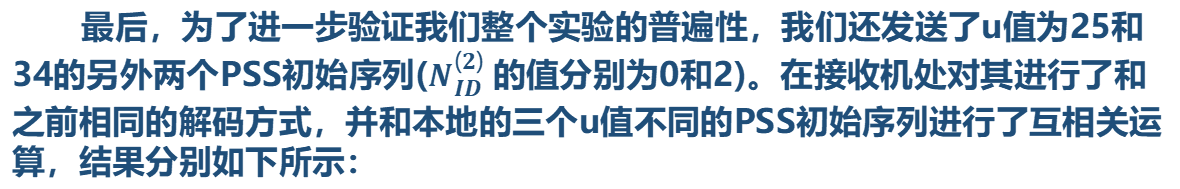 最后，为了进一步验证我们整个实验的普遍性，我们还发送了u值为25和
34的另外两个PSS初始序列(N_{ID}^{(2)} 的值分别为0和2)。在接收机处对其进行了和
之前相同的解码方式，并和本地的三个u值不同的PSS初始序列进行了互相关运
算，结果分别如下所示：